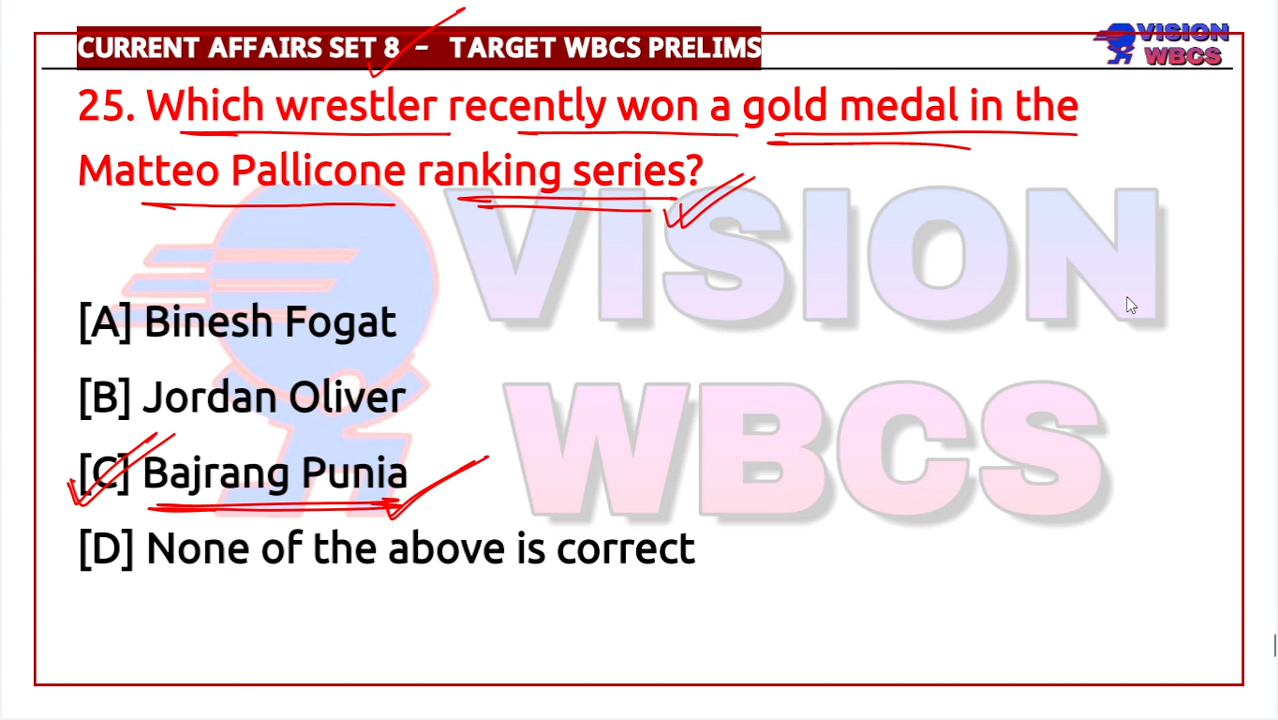 CURRENT AFFAIRS SET 8 – TARGET WBCS PRELIMS
VISION
WBCS
25. Which wrestler recently won a gold medal in the
Matteo Pallicone ranking series?
VISION
WBCS
[A] Binesh Fogat
[B] Jordan Oliver
[C] Bajrang Punia
[D] None of the above is correct